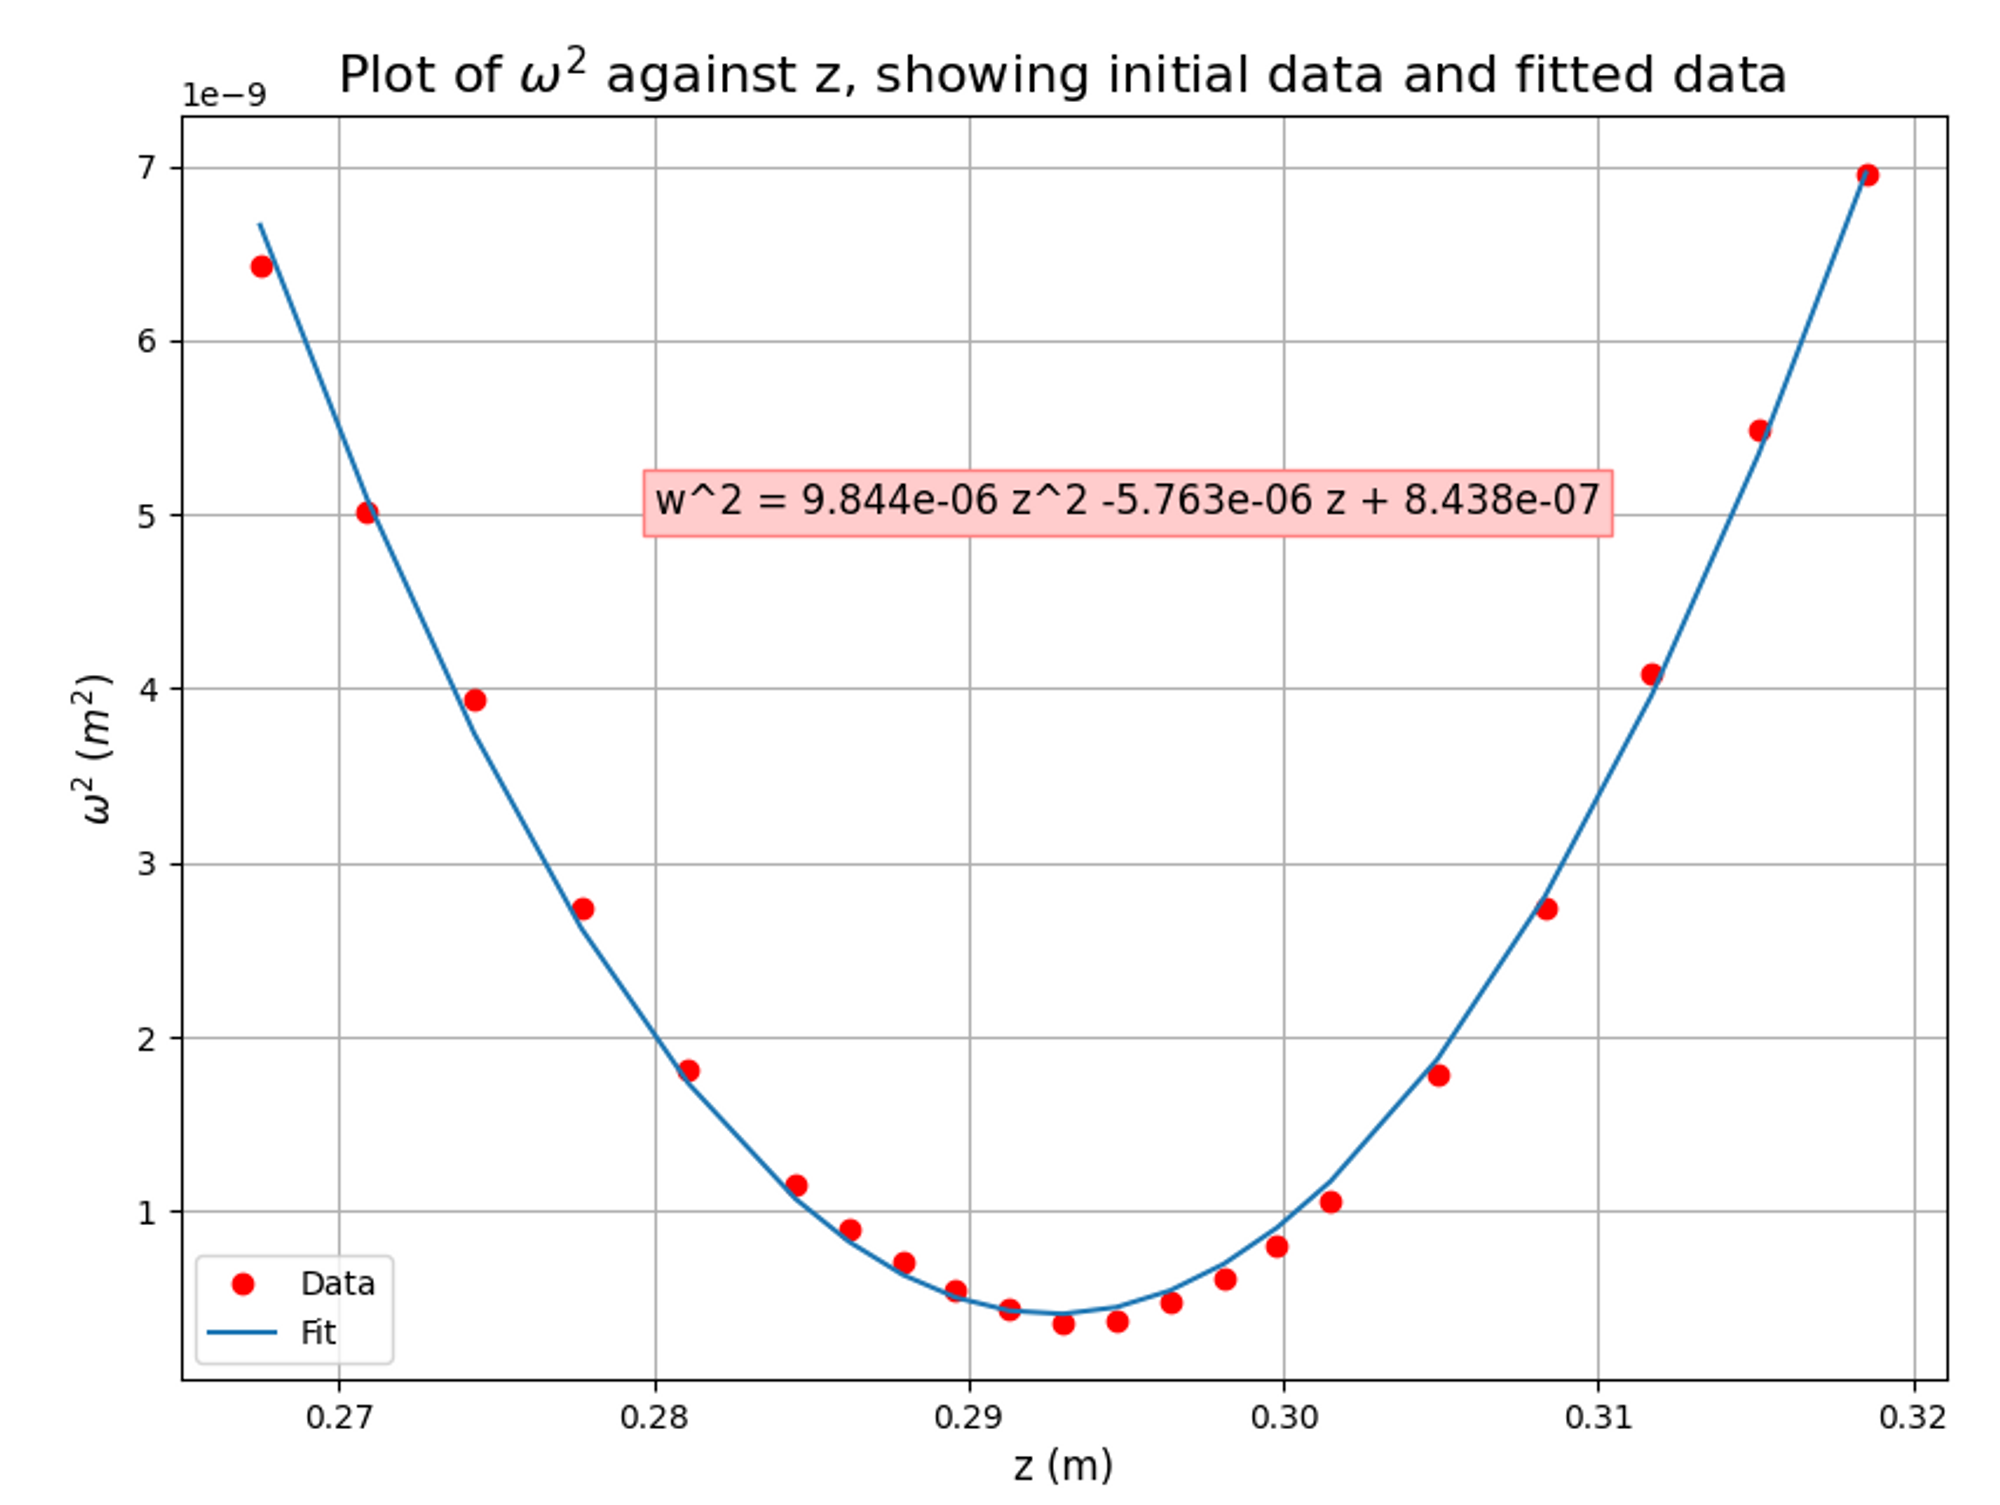 Plot of ω² against z, showing initial data and fitted data
1e−9
7
6
5
4
3
2
1
ω² (m²)
w^2 = 9.844e-06 z^2 -5.763e-06 z + 8.438e-07
Data
Fit
0.27 0.28 0.29 0.30 0.31 0.32
z (m)